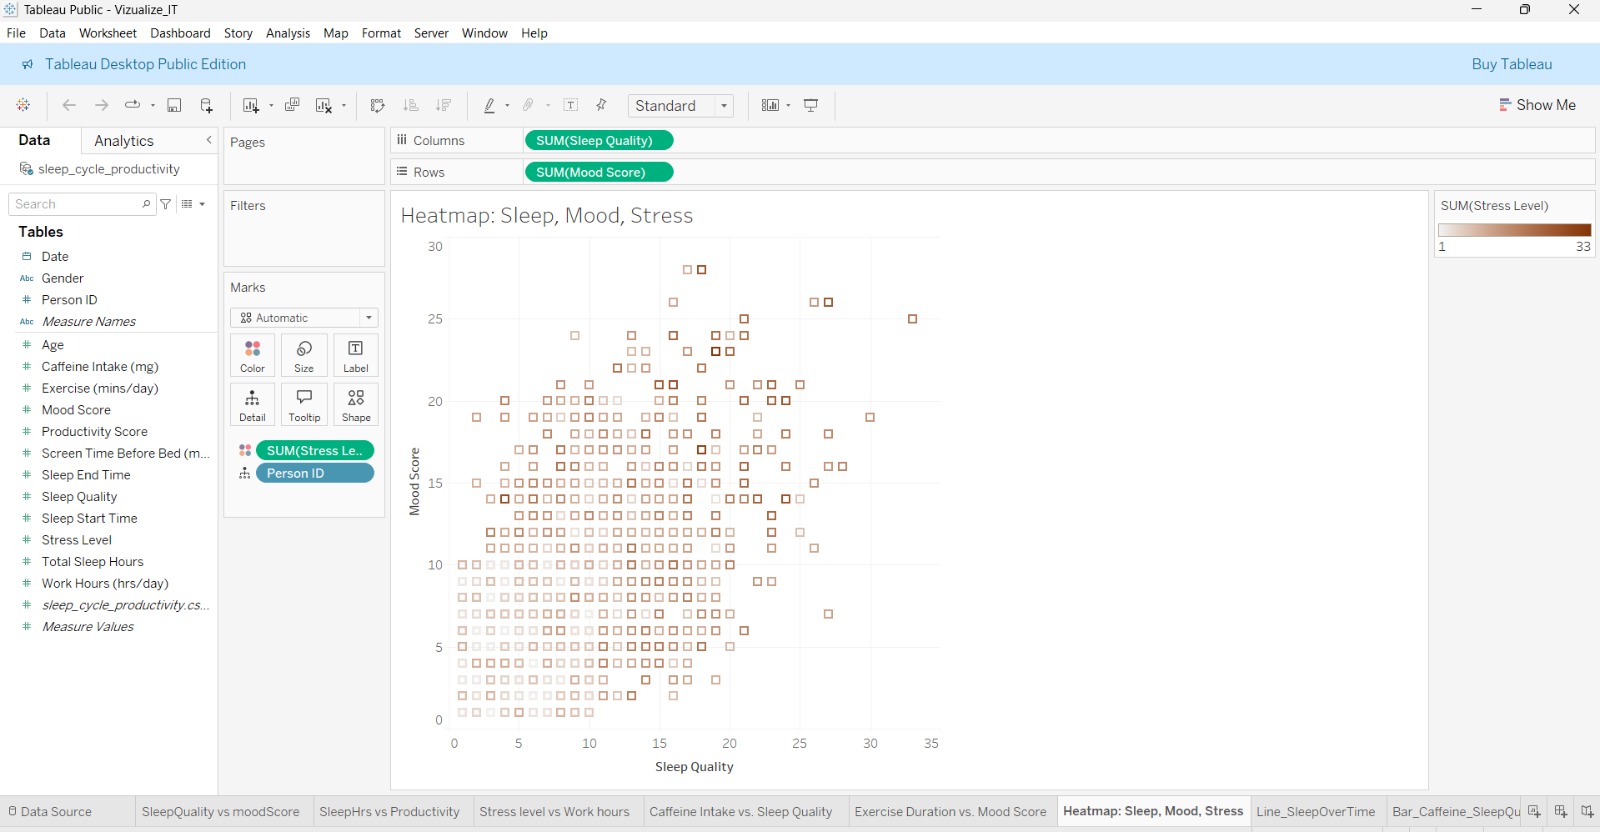 Tableau Public - Vizualize_IT
File Data Worksheet Dashboard Story Analysis Map Format Server Window Help
Tableau Desktop Public Edition
Buy Tableau
Standard
Show Me
Data
Analytics
sleep_cycle_productivity
Search
Tables
Date
Abc Gender
# Person ID
Abc Measure Names
# Age
# Caffeine Intake (mg)
# Exercise (mins/day)
# Mood Score
# Productivity Score
# Screen Time Before Bed (m...
# Sleep End Time
# Sleep Quality
# Sleep Start Time
# Stress Level
# Total Sleep Hours
# Work Hours (hrs/day)
# sleep_cycle_productivity.cs...
# Measure Values
Pages
Filters
Marks
Automatic
Color
Size
Label
Detail
Tooltip
Shape
SUM(Stress Le..
Person ID
Columns
SUM(Sleep Quality)
Rows
SUM(Mood Score)
Heatmap: Sleep, Mood, Stress
30
25
20
15
10
5
0
Mood Score
0 5 10 15 20 25 30 35
Sleep Quality
SUM(Stress Level)
1 33
Data Source
SleepQuality vs moodScore
SleepHrs vs Productivity
Stress level vs Work hours
Caffeine Intake vs. Sleep Quality
Exercise Duration vs. Mood Score
Heatmap: Sleep, Mood, Stress
Line_SleepOverTime
Bar_Caffeine_SleepQu